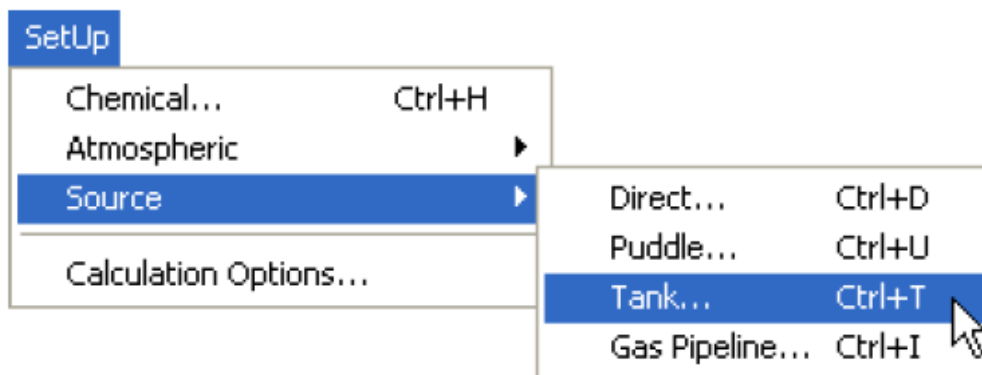 SetUp
Chemical... Ctrl+H
Atmospheric
Source
Calculation Options...
Direct... Ctrl+D
Puddle... Ctrl+U
Tank... Ctrl+T
Gas Pipeline... Ctrl+I